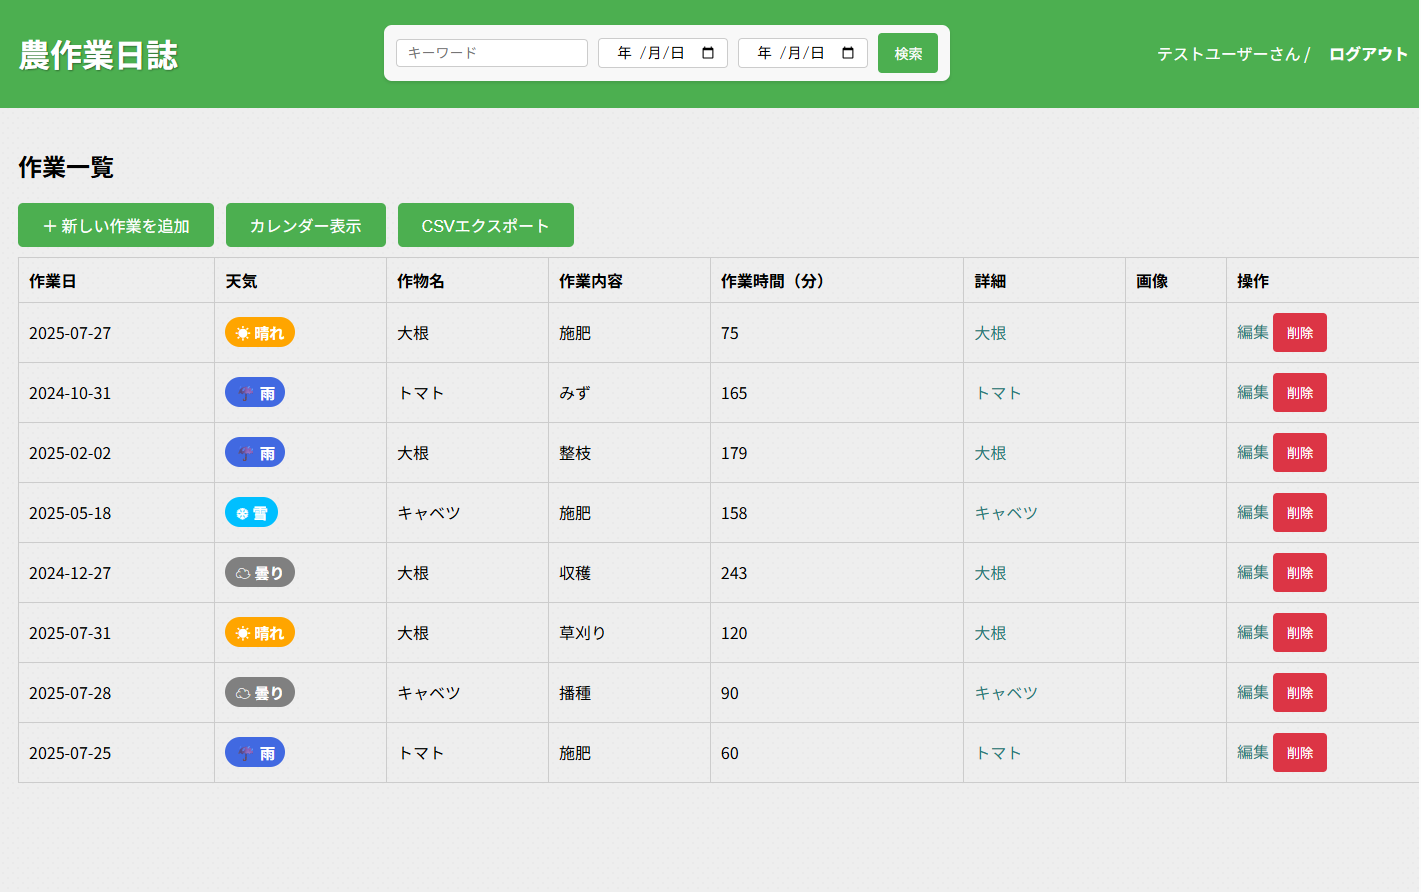 農作業日誌
キーワード 年 /月/日 年 /月/日 検索
テストユーザーさん / ログアウト
作業一覧
＋ 新しい作業を追加 カレンダー表示 CSVエクスポート
作業日 天気 作物名 作業内容 作業時間（分） 詳細 画像 操作
2025-07-27 ☀ 晴れ 大根 施肥 75 大根 編集 削除
2024-10-31 ☂ 雨 トマト みず 165 トマト 編集 削除
2025-02-02 ☂ 雨 大根 整枝 179 大根 編集 削除
2025-05-18 ❄ 雪 キャベツ 施肥 158 キャベツ 編集 削除
2024-12-27 ☁ 曇り 大根 収穫 243 大根 編集 削除
2025-07-31 ☀ 晴れ 大根 草刈り 120 大根 編集 削除
2025-07-28 ☁ 曇り キャベツ 播種 90 キャベツ 編集 削除
2025-07-25 ☂ 雨 トマト 施肥 60 トマト 編集 削除